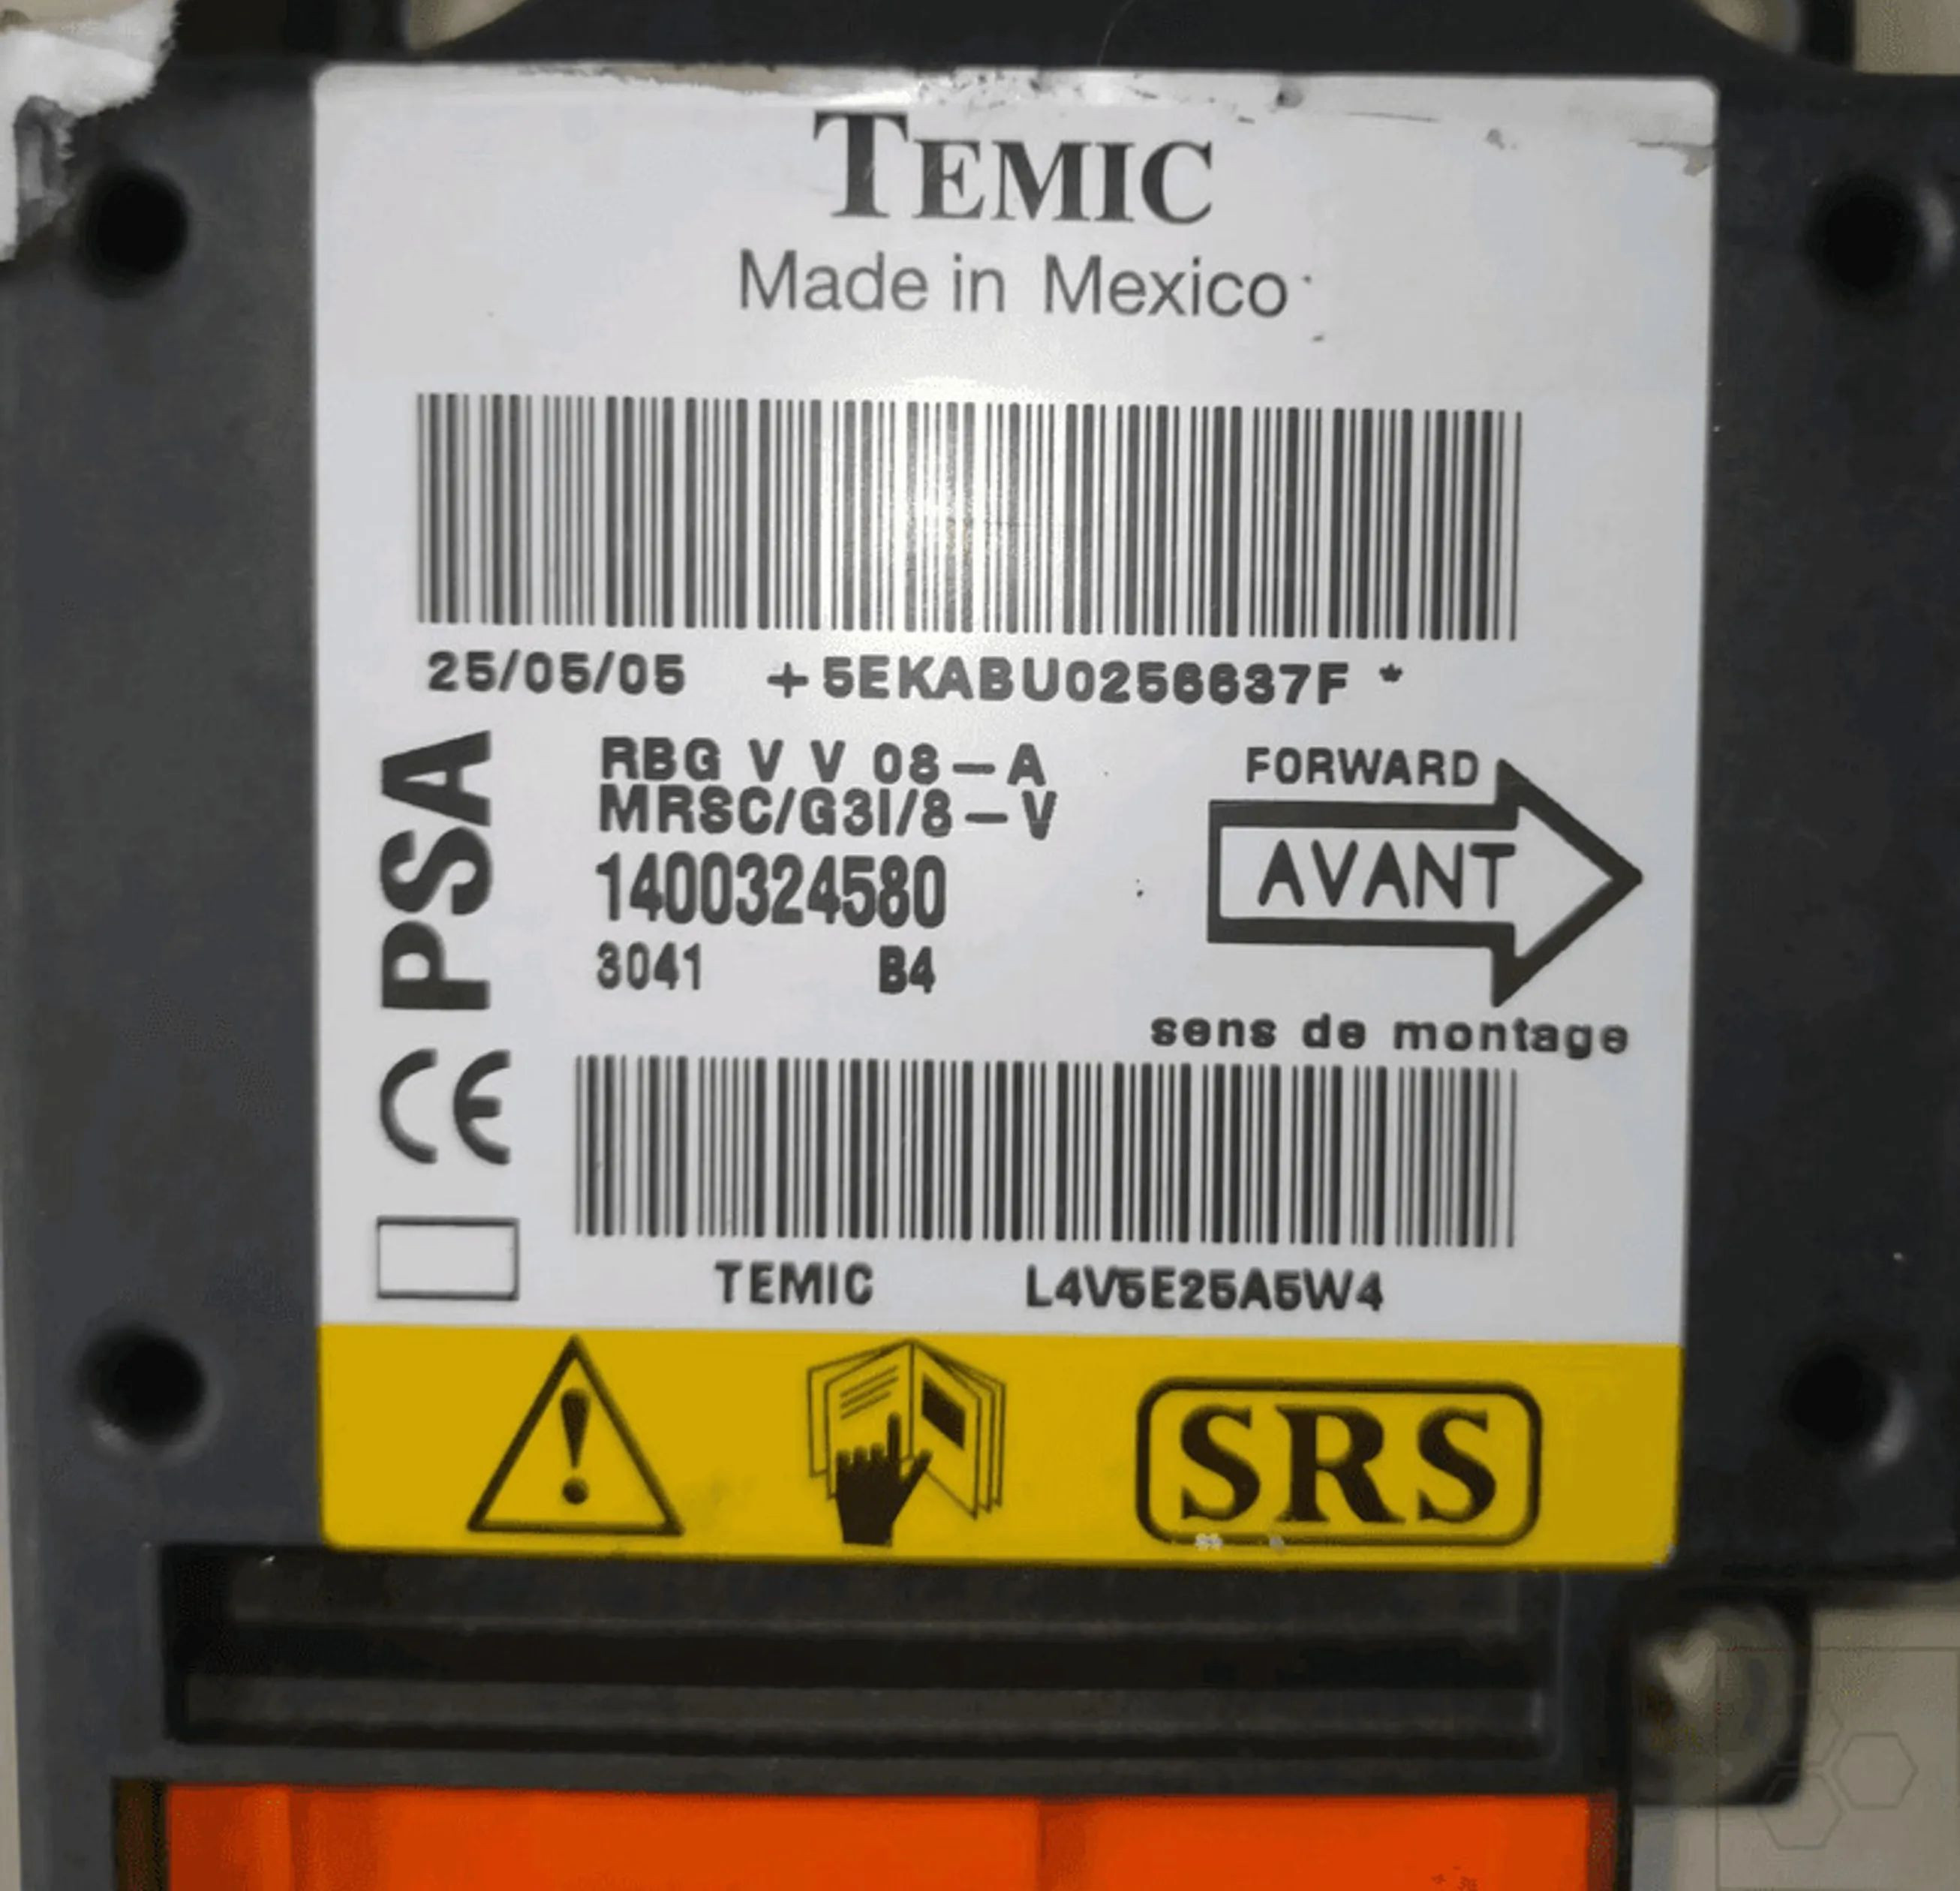 TEMIC
Made in Mexico
25/05/05 +5EKABU0256637F *
PSA
RBG V V 08-A
MRSC/G3I/8-V
1400324580
3041 B4
FORWARD
AVANT
sens de montage
CE
TEMIC L4V5E25A5W4
SRS